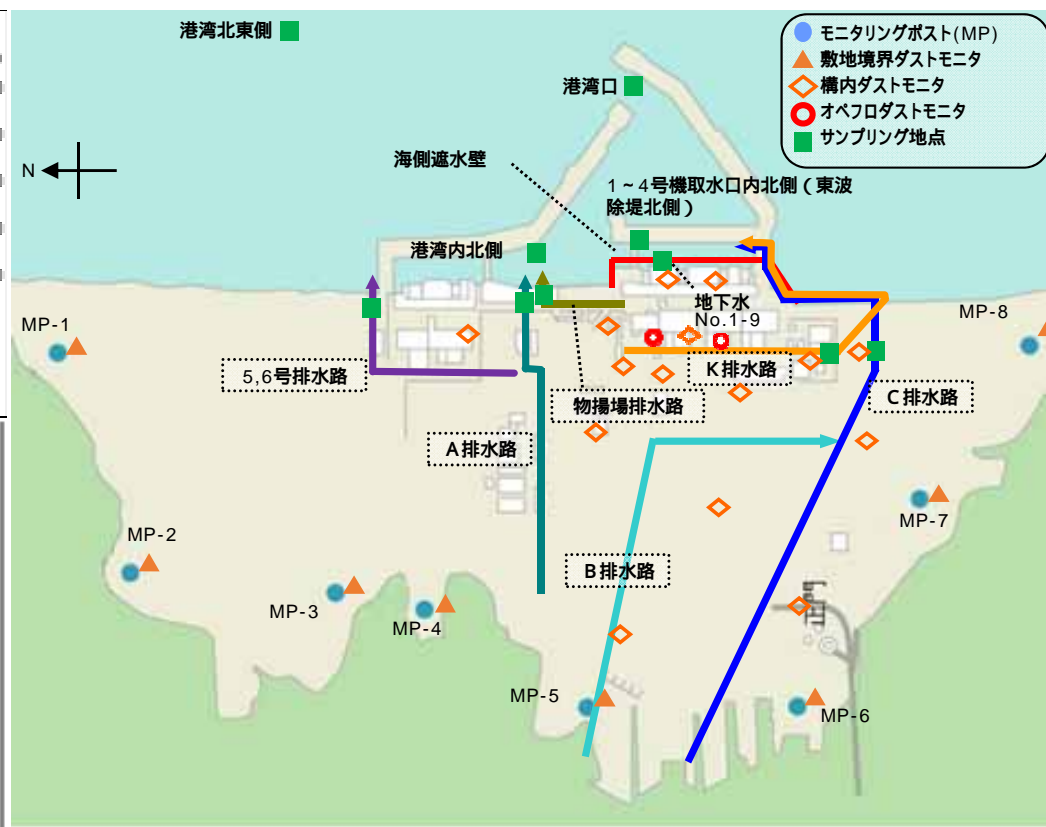 港湾北東側
モニタリングポスト(MP)
敷地境界ダストモニタ
構内ダストモニタ
オペフロダストモニタ
サンプリング地点
港湾口
海側遮水壁
N
1～4号機取水口内北側（東波
除堤北側）
港湾内北側
地下水
No.1-9
MP-1
MP-8
5,6号排水路
K排水路
物揚場排水路
C排水路
A排水路
MP-7
MP-2
B排水路
MP-3
MP-4
正門
MP-5
MP-6